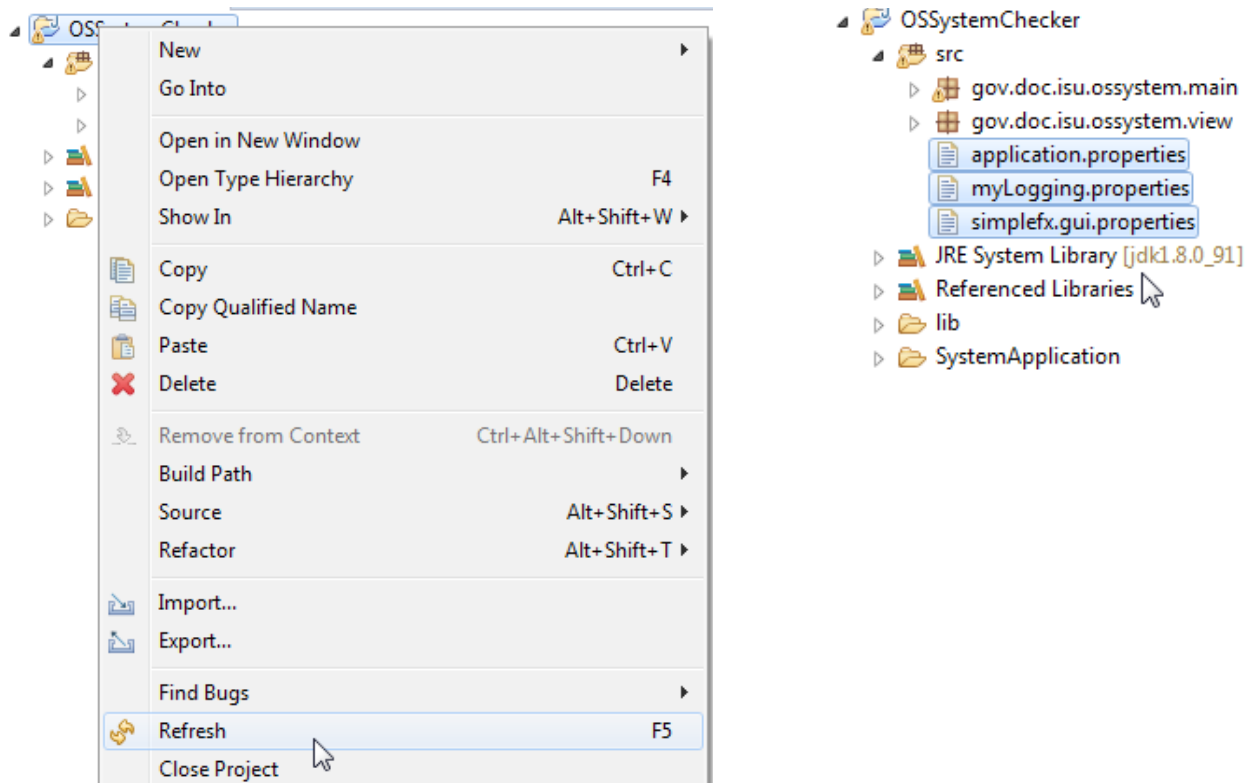 OSSystemChecker
New
Go Into
Open in New Window
Open Type Hierarchy F4
Show In Alt+Shift+W
Copy Ctrl+C
Copy Qualified Name
Paste Ctrl+V
Delete Delete
Remove from Context Ctrl+Alt+Shift+Down
Build Path
Source Alt+Shift+S
Refactor Alt+Shift+T
Import...
Export...
Find Bugs
Refresh F5
Close Project
OSSystemChecker
src
gov.doc.isu.ossystem.main
gov.doc.isu.ossystem.view
application.properties
myLogging.properties
simplefx.gui.properties
JRE System Library [jdk1.8.0_91]
Referenced Libraries
lib
SystemApplication